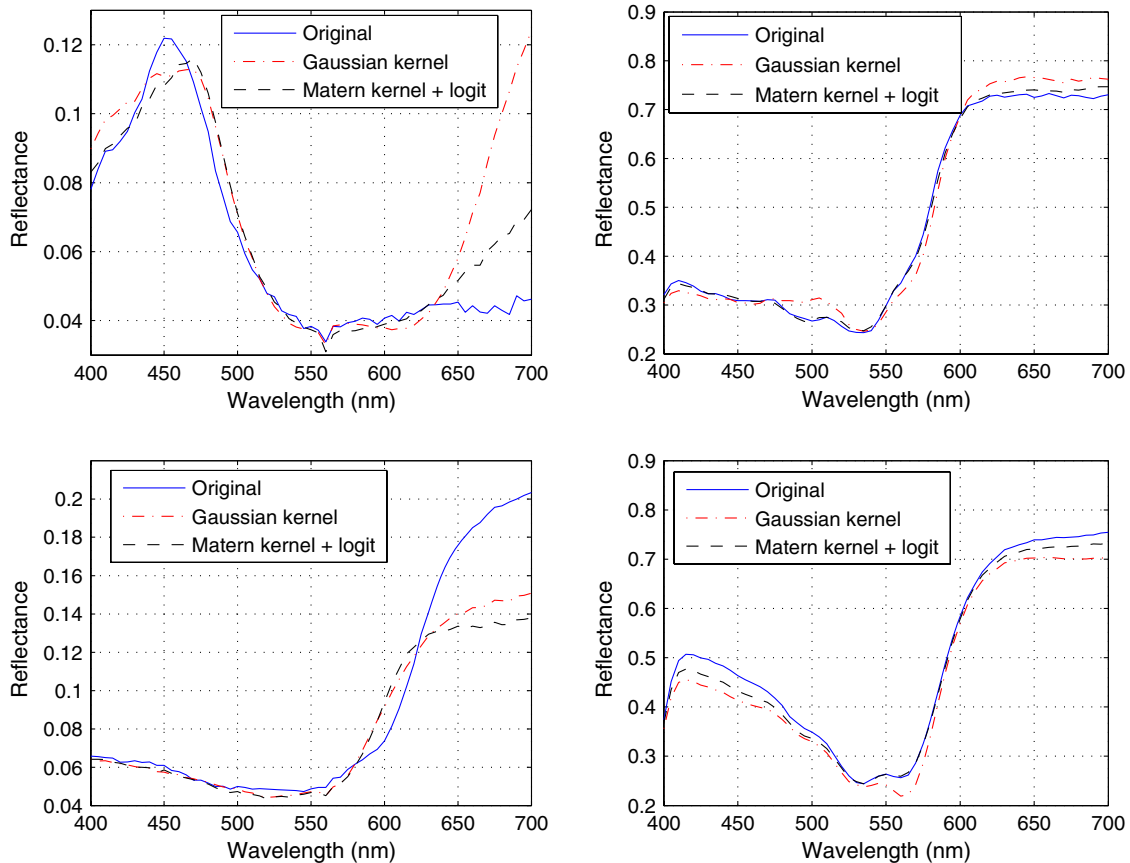 0.12
0.1
0.08
0.06
0.04
Reflectance
400 450 500 550 600 650 700
Wavelength (nm)
Original
Gaussian kernel
Matern kernel + logit
0.9
0.8
0.7
0.6
0.5
0.4
0.3
0.2
Reflectance
400 450 500 550 600 650 700
Wavelength (nm)
Original
Gaussian kernel
Matern kernel + logit
0.2
0.18
0.16
0.14
0.12
0.1
0.08
0.06
0.04
Reflectance
400 450 500 550 600 650 700
Wavelength (nm)
Original
Gaussian kernel
Matern kernel + logit
0.9
0.8
0.7
0.6
0.5
0.4
0.3
0.2
Reflectance
400 450 500 550 600 650 700
Wavelength (nm)
Original
Gaussian kernel
Matern kernel + logit